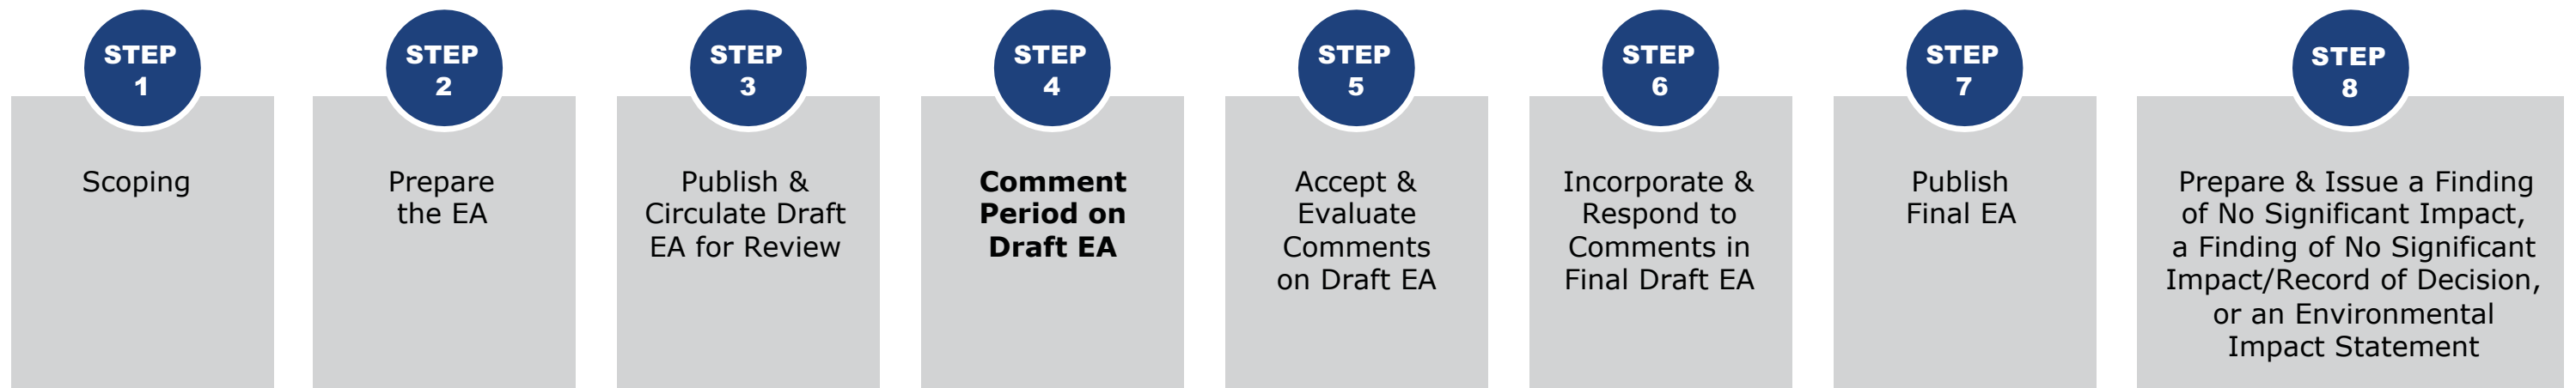 STEP
1
Scoping
STEP
2
Prepare
the EA
STEP
3
Publish &
Circulate Draft
EA for Review
STEP
4
Comment
Period on
Draft EA
STEP
5
Accept &
Evaluate
Comments
on Draft EA
STEP
6
Incorporate &
Respond to
Comments in
Final Draft EA
STEP
7
Publish
Final EA
STEP
8
Prepare & Issue a Finding
of No Significant Impact,
a Finding of No Significant
Impact/Record of Decision,
or an Environmental
Impact Statement